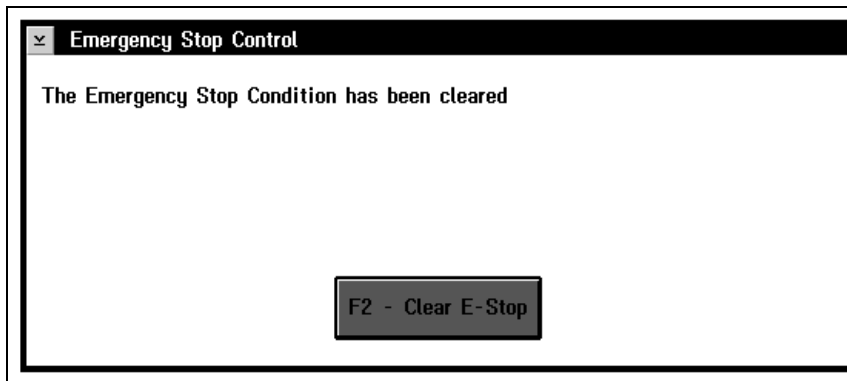 Emergency Stop Control
The Emergency Stop Condition has been cleared
F2 - Clear E-Stop